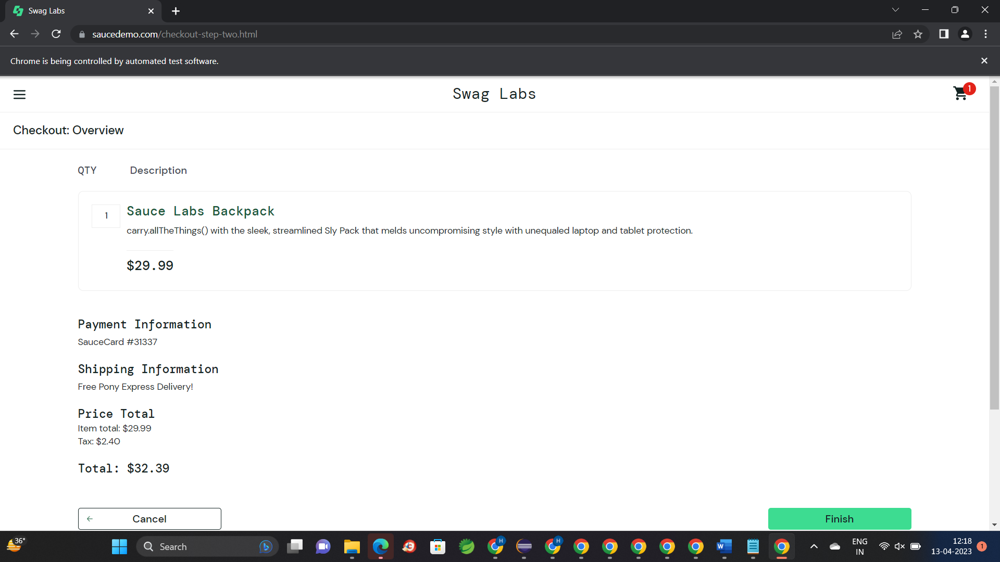 Swag Labs
saucedemo.com/checkout-step-two.html
Chrome is being controlled by automated test software.
Swag Labs
1
Checkout: Overview
QTY Description
1
Sauce Labs Backpack
carry.allTheThings() with the sleek, streamlined Sly Pack that melds uncompromising style with unequaled laptop and tablet protection.
$29.99
Payment Information
SauceCard #31337
Shipping Information
Free Pony Express Delivery!
Price Total
Item total: $29.99
Tax: $2.40
Total: $32.39
Cancel
Finish
36°
Search
H
H
W
ENG
IN
12:18
13-04-2023
1